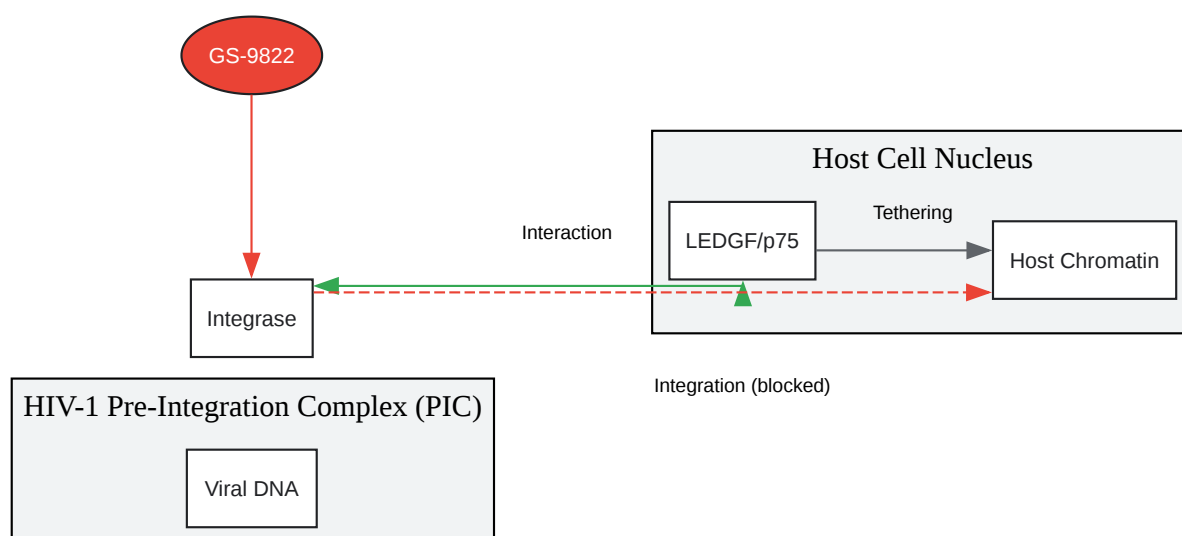 GS-9822
Host Cell Nucleus
LEDGF/p75
Tethering
Host Chromatin
Interaction
Integrase
Integration (blocked)
HIV-1 Pre-Integration Complex (PIC)
Viral DNA